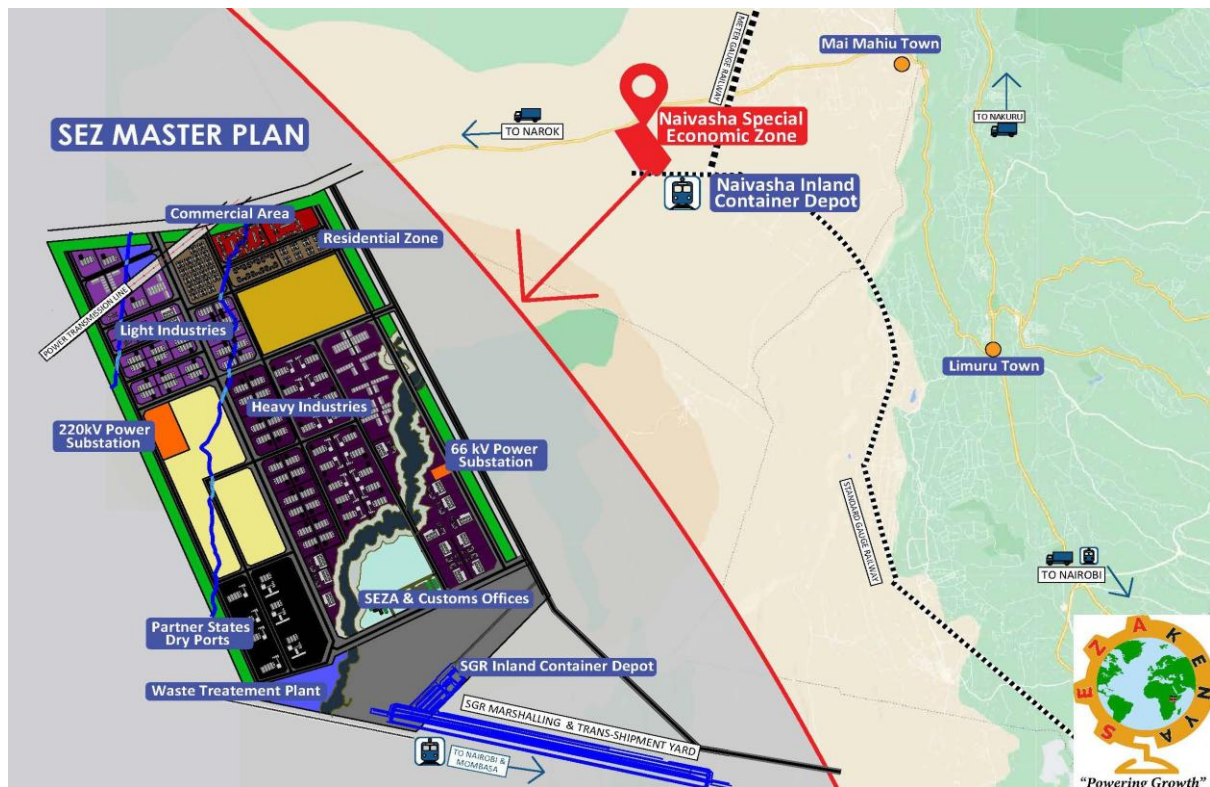 SEZ MASTER PLAN
Commercial Area
Residential Zone
POWER TRANSMISSION LINE
Light Industries
220kV Power
Substation
Heavy Industries
66 kV Power
Substation
SEZA & Customs Offices
Partner States
Dry Ports
Waste Treatement Plant
SGR Inland Container Depot
SGR MARSHALLING & TRANS-SHIPMENT YARD
TO NAIROBI &
MOMBASA
TO NAROK
METER GAUGE RAILWAY
Naivasha Special
Economic Zone
Naivasha Inland
Container Depot
Mai Mahiu Town
TO NAKURU
Limuru Town
STANDARD GAUGE RAILWAY
TO NAIROBI
SEZA KENYA
"Powering Growth"